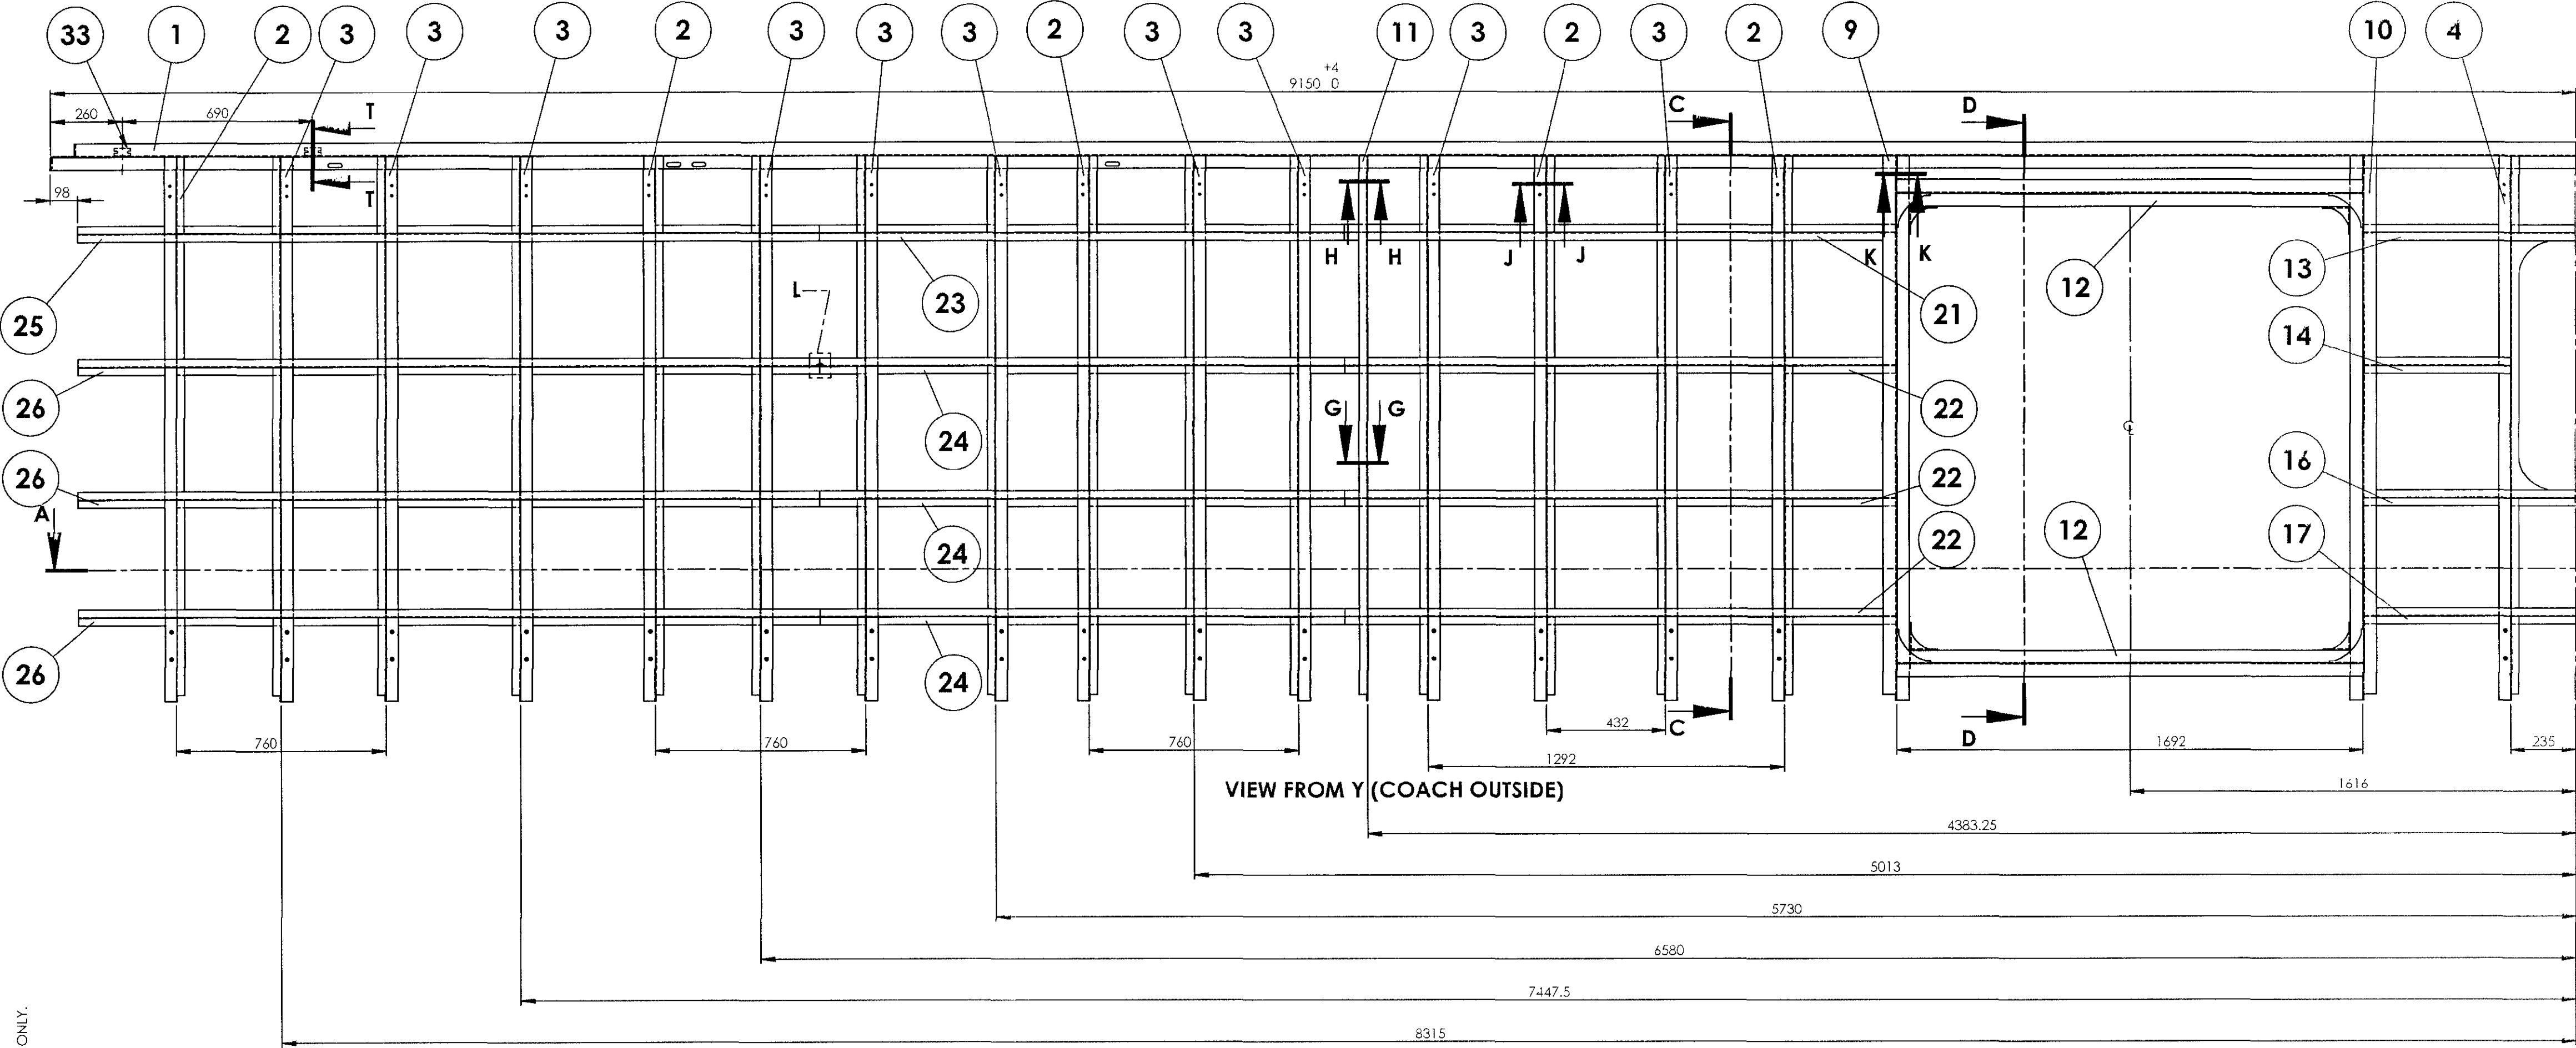 33 1 2 3 3 3 2 3 3 3 2 3 3 11 3 2 3 2 9 10 4
+4
9150 0
260 690 T C D
T
98
H H J J K K
25 23 21 12 13
L
14
26 24 22
G G
26 22 16
A
24 22 12 17
26 24
432 C
760 760 760 D 1692 235
1292
VIEW FROM Y (COACH OUTSIDE)
1616
4383.25
5013
5730
6580
7447.5
8315
ONLY.